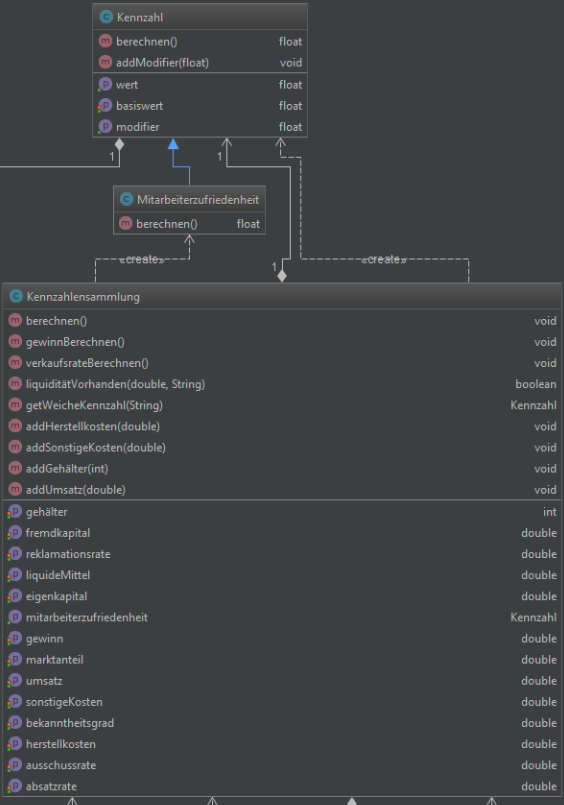 C Kennzahl
m berechnen() float
m addModifier(float) void
p wert float
p basiswert float
p modifier float
1 1
C Mitarbeiterzufriedenheit
m berechnen() float
«create» «create»
1
C Kennzahlensammlung
m berechnen() void
m gewinnBerechnen() void
m verkaufsrateBerechnen() void
m liquiditätVorhanden(double, String) boolean
m getWeicheKennzahl(String) Kennzahl
m addHerstellkosten(double) void
m addSonstigeKosten(double) void
m addGehälter(int) void
m addUmsatz(double) void
p gehälter int
p fremdkapital double
p reklamationsrate double
p liquideMittel double
p eigenkapital double
p mitarbeiterzufriedenheit Kennzahl
p gewinn double
p marktanteil double
p umsatz double
p sonstigeKosten double
p bekanntheitsgrad double
p herstellkosten double
p ausschussrate double
p absatzrate double